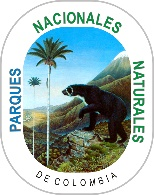 PARQUES
NACIONALES
NATURALES
DE COLOMBIA